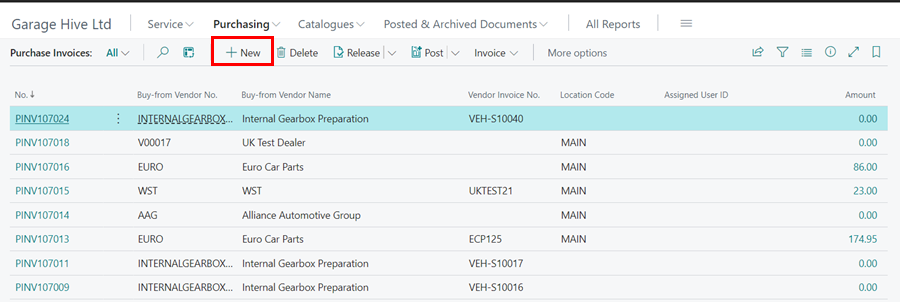 Garage Hive Ltd Service Purchasing Catalogues Posted & Archived Documents All Reports
Purchase Invoices: All New Delete Release Post Invoice More options
No.↓ Buy-from Vendor No. Buy-from Vendor Name Vendor Invoice No. Location Code Assigned User ID Amount
PINV107024 INTERNALGEARBOX... Internal Gearbox Preparation VEH-S10040 0.00
PINV107018 V00017 UK Test Dealer MAIN 0.00
PINV107016 EURO Euro Car Parts MAIN 86.00
PINV107015 WST WST UKTEST21 MAIN 23.00
PINV107014 AAG Alliance Automotive Group MAIN 0.00
PINV107013 EURO Euro Car Parts ECP125 MAIN 174.95
PINV107011 INTERNALGEARBOX... Internal Gearbox Preparation VEH-S10017 0.00
PINV107009 INTERNALGEARBOX... Internal Gearbox Preparation VEH-S10016 0.00